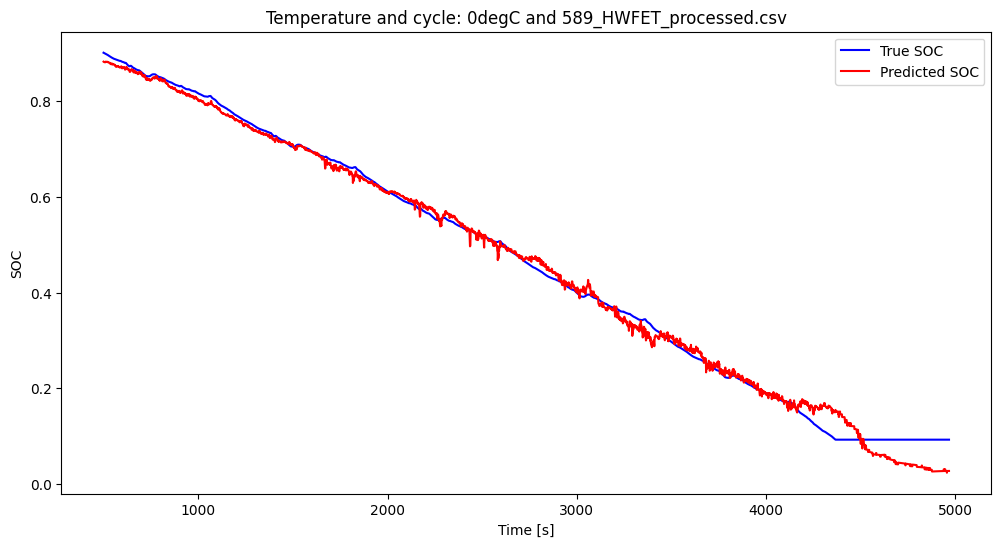 Temperature and cycle: 0degC and 589_HWFET_processed.csv
True SOC
Predicted SOC
SOC
0.8
0.6
0.4
0.2
0.0
1000 2000 3000 4000 5000
Time [s]